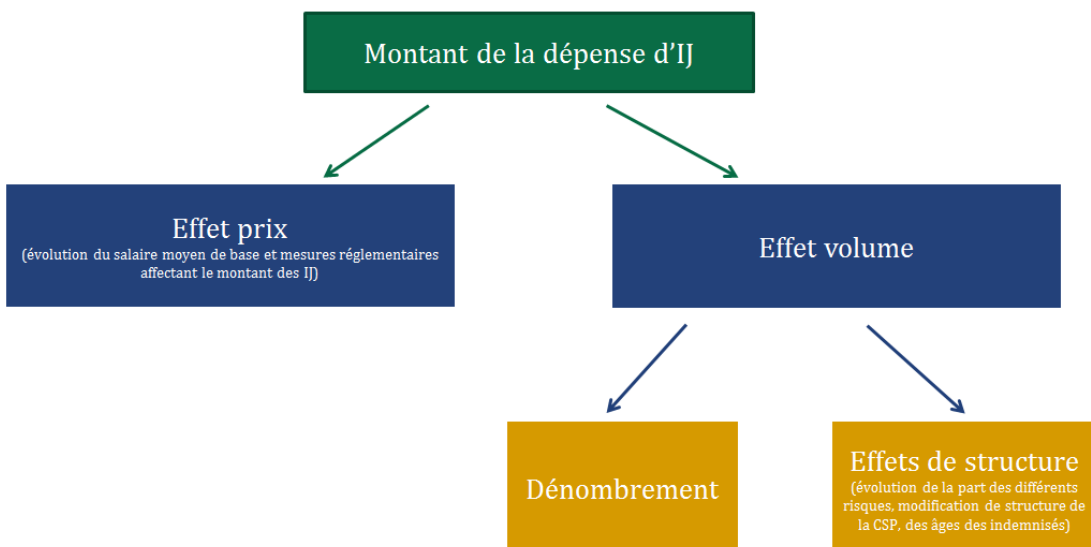 Montant de la dépense d'IJ
Effet prix
(évolution du salaire moyen de base et mesures réglementaires
affectant le montant des IJ)
Effet volume
Dénombrement
Effets de structure
(évolution de la part des différents
risques, modification de structure de
la CSP, des âges des indemnisés)